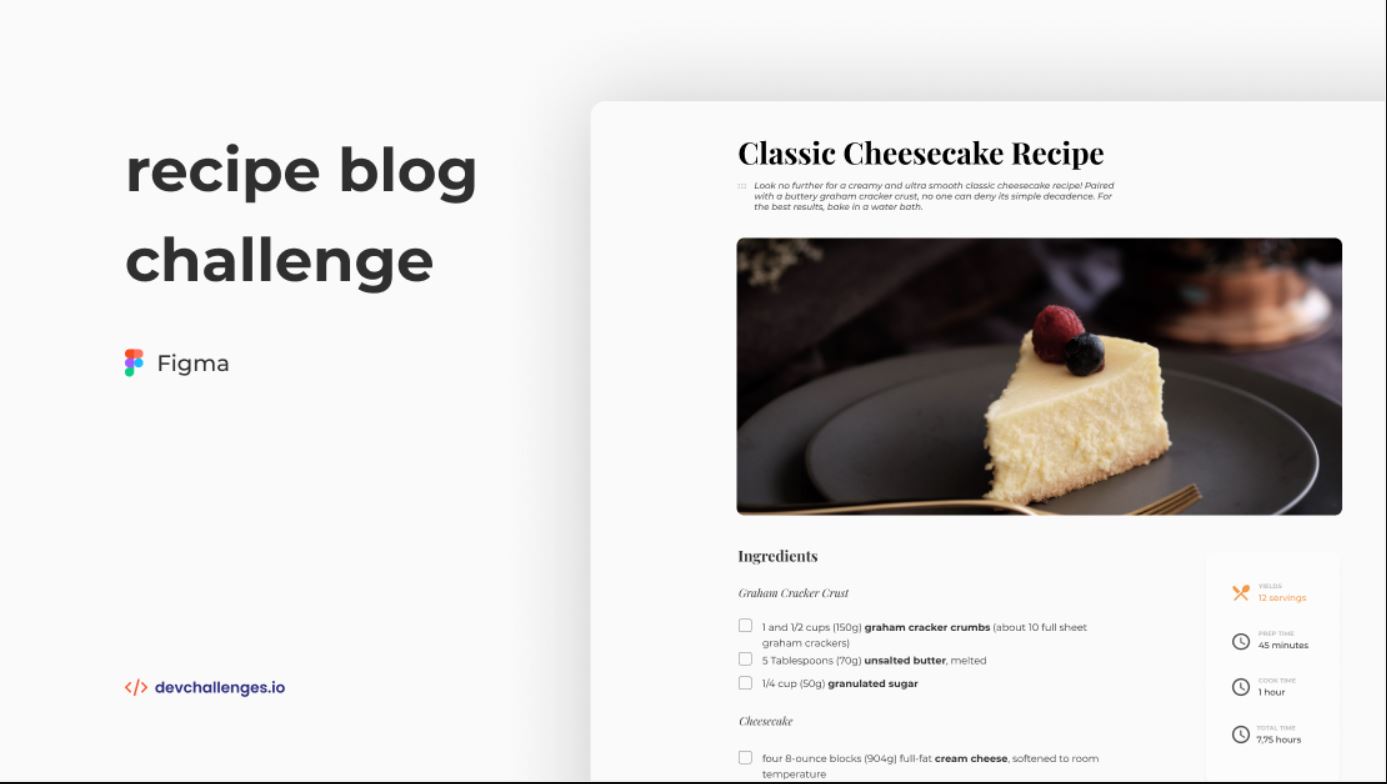 recipe blog
challenge
Figma
</> devchallenges.io
Classic Cheesecake Recipe
Look no further for a creamy and ultra smooth classic cheesecake recipe! Paired
with a buttery graham cracker crust, no one can deny its simple decadence. For
the best results, bake in a water bath.
Ingredients
Graham Cracker Crust
1 and 1/2 cups (150g) graham cracker crumbs (about 10 full sheet
graham crackers)
5 Tablespoons (70g) unsalted butter, melted
1/4 cup (50g) granulated sugar
Cheesecake
four 8-ounce blocks (904g) full-fat cream cheese, softened to room
temperature
YIELDS
12 servings
PREP TIME
45 minutes
COOK TIME
1 hour
TOTAL TIME
7,75 hours